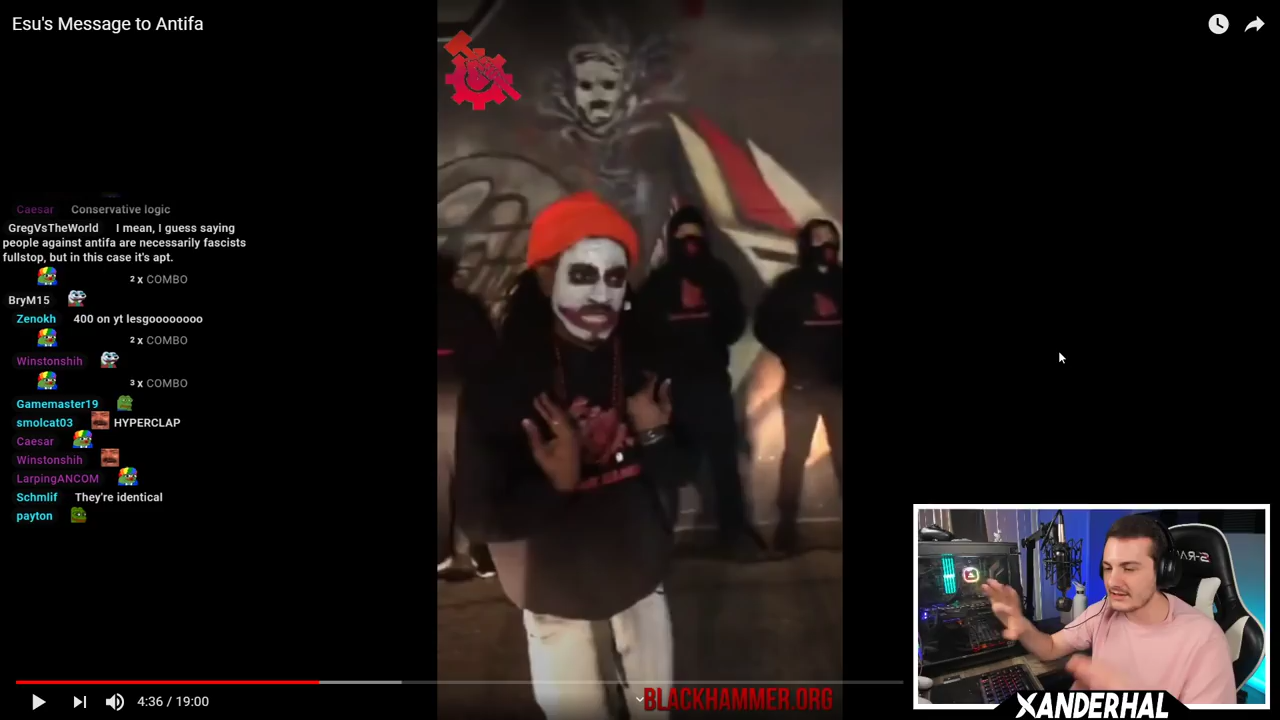 Esu's Message to Antifa
Caesar Conservative logic
GregVsTheWorld I mean, I guess saying
people against antifa are necessarily fascists
fullstop, but in this case it's apt.
2 x COMBO
BryM15
Zenokh 400 on yt lesgoooooooo
2 x COMBO
Winstonshih
3 x COMBO
Gamemaster19
smolcat03 HYPERCLAP
Caesar
Winstonshih
LarpingANCOM
Schmlif They're identical
payton
4:36 / 19:00
BLACKHAMMER.ORG
XANDERHAL